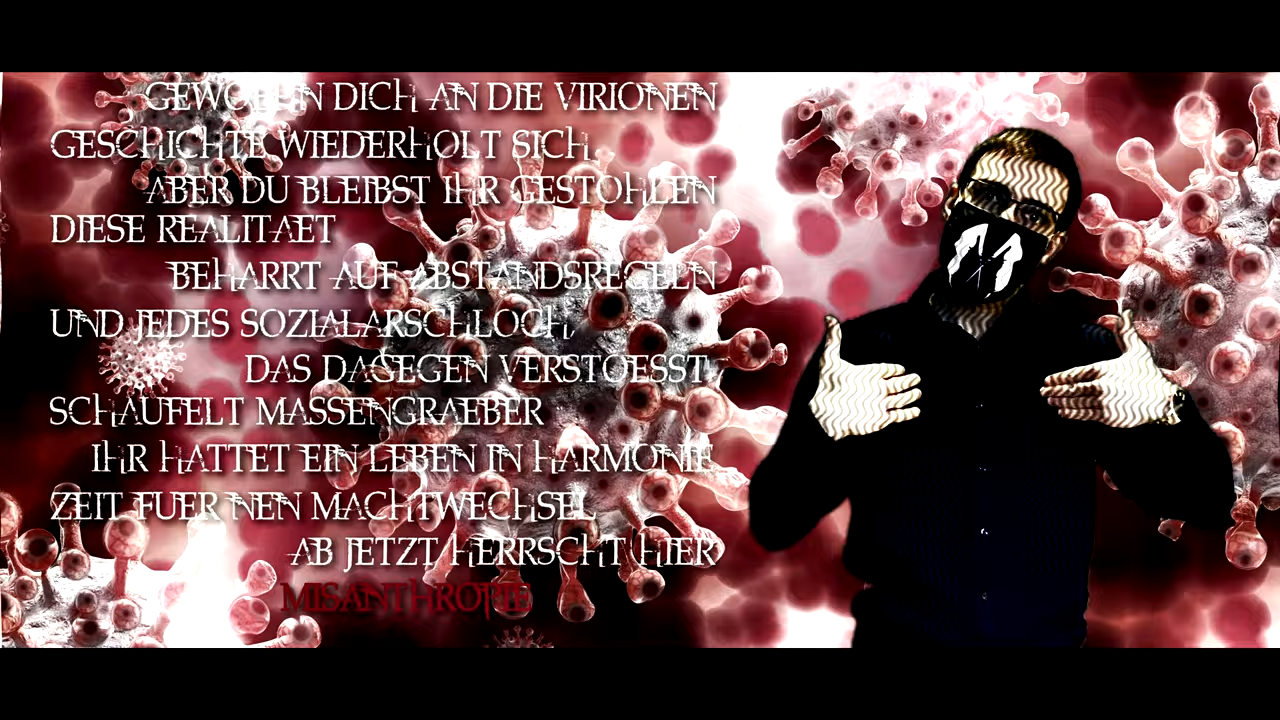 GEWOEHN DICH AN DIE VIRIONEN
GESCHICHTE WIEDERHOLT SICH
ABER DU BLEIBST IHR GESTOHLEN
DIESE REALITAET
BEHARRT AUF ABSTANDSREGELN
UND JEDES SOZIALARSCHLOCH
DAS DAGEGEN VERSTOESST
SCHAUFELT MASSENGRAEBER
IHR HATTET EIN LEBEN IN HARMONIE
ZEIT FUER NEN MACHTWECHSEL
AB JETZT HERRSCHT HIER
MISANTHROPIE